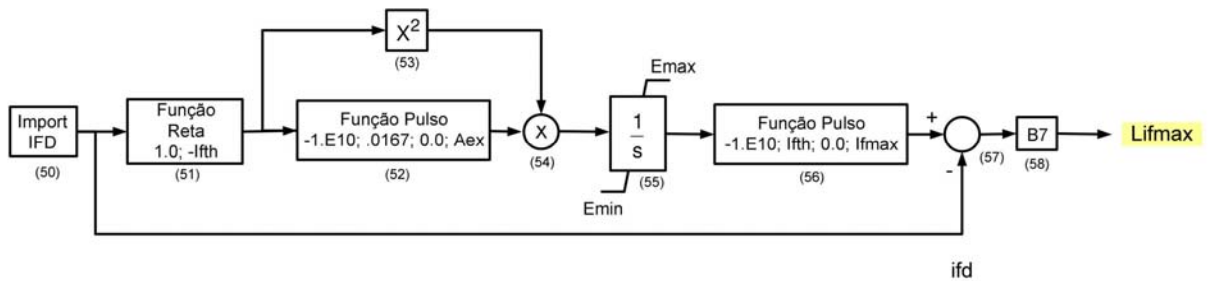 X²
(53)
Emax
Import
IFD
(50)
Função
Reta
1.0; -Ifth
(51)
Função Pulso
-1.E10; .0167; 0.0; Aex
(52)
X
(54)
1
s
(55)
Emin
Função Pulso
-1.E10; Ifth; 0.0; Ifmax
(56)
+
-
(57)
B7
(58)
Lifmax
ifd